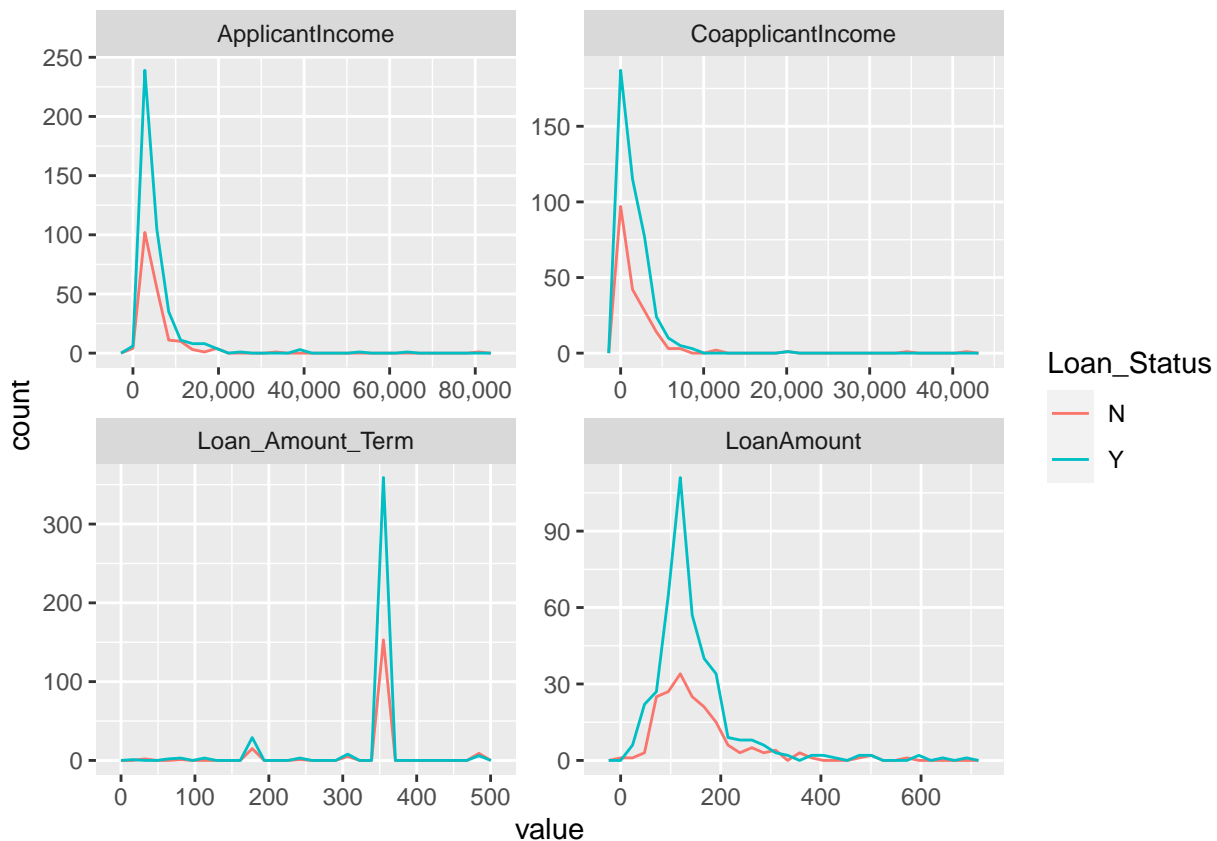 ApplicantIncome
CoapplicantIncome
250
200
150
100
50
0
150
100
50
0
0 20,000 40,000 60,000 80,000
0 10,000 20,000 30,000 40,000
count
Loan_Amount_Term
LoanAmount
300
200
100
0
90
60
30
0
0 100 200 300 400 500
0 200 400 600
value
Loan_Status
N
Y